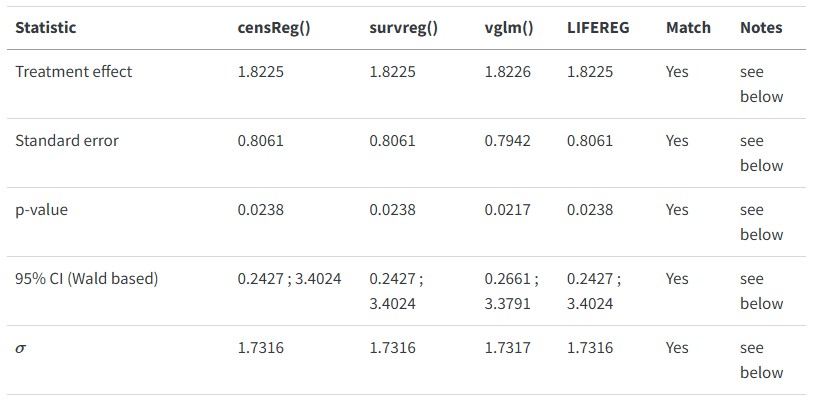 Statistic censReg() survreg() vglm() LIFEREG Match Notes
Treatment effect 1.8225 1.8225 1.8226 1.8225 Yes see
below
Standard error 0.8061 0.8061 0.7942 0.8061 Yes see
below
p-value 0.0238 0.0238 0.0217 0.0238 Yes see
below
95% CI (Wald based) 0.2427 ; 3.4024 0.2427 ; 0.2661 ; 0.2427 ; Yes see
3.4024 3.3791 3.4024 below
σ 1.7316 1.7316 1.7317 1.7316 Yes see
below